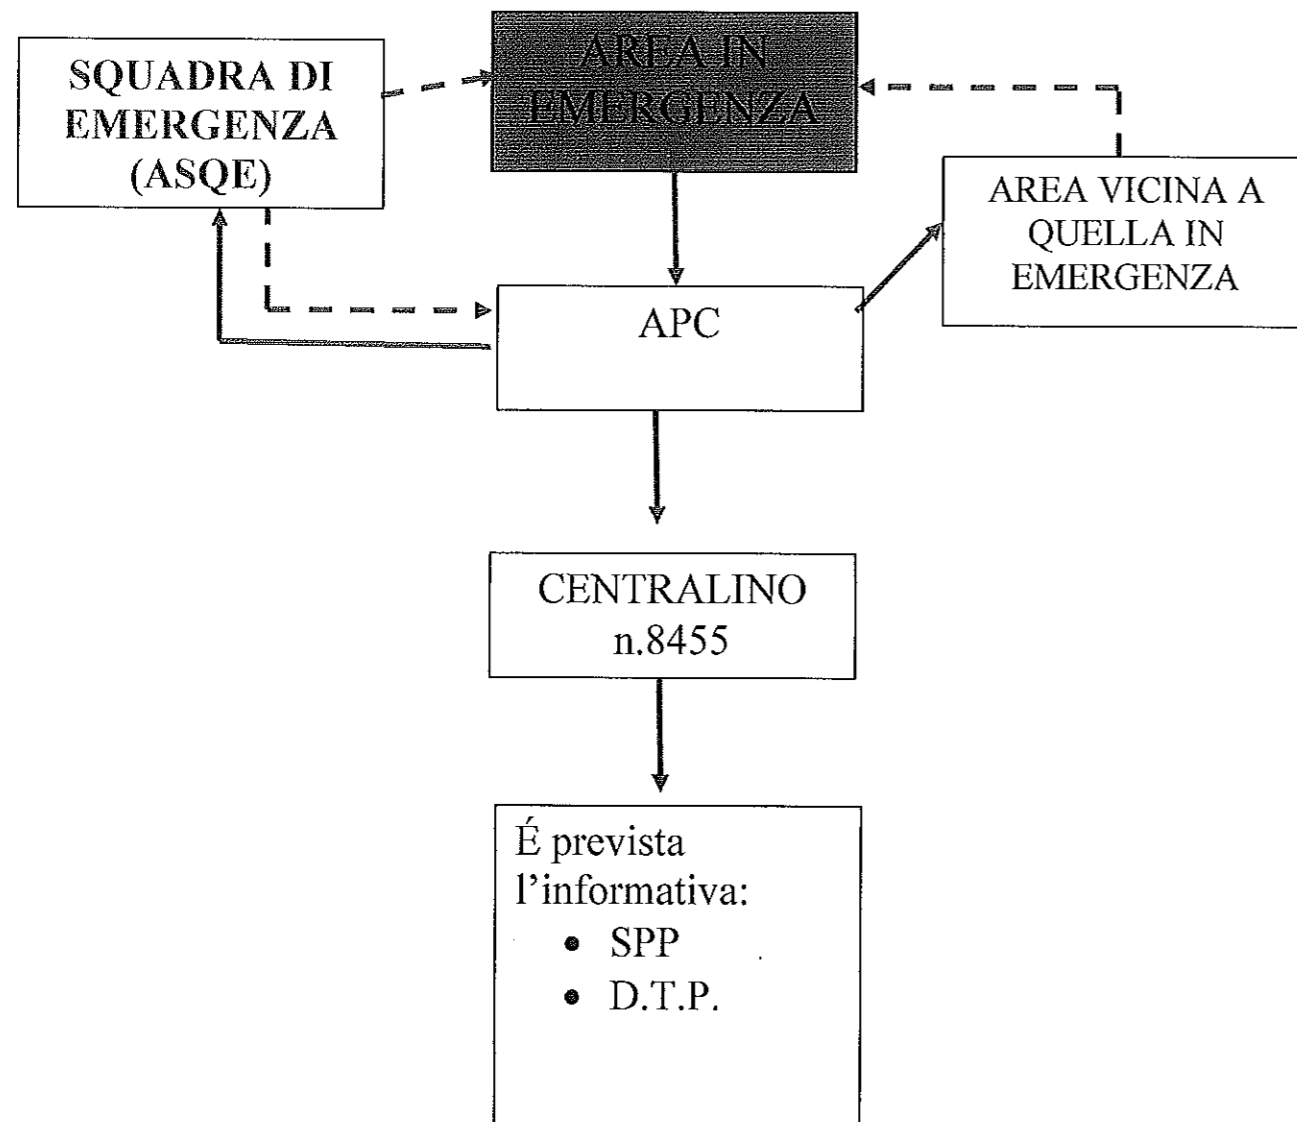 SQUADRA DI
EMERGENZA
(ASQE)
AREA IN
EMERGENZA
AREA VICINA A
QUELLA IN
EMERGENZA
APC
CENTRALINO
n.8455
É prevista
l’informativa:
• SPP
• D.T.P.